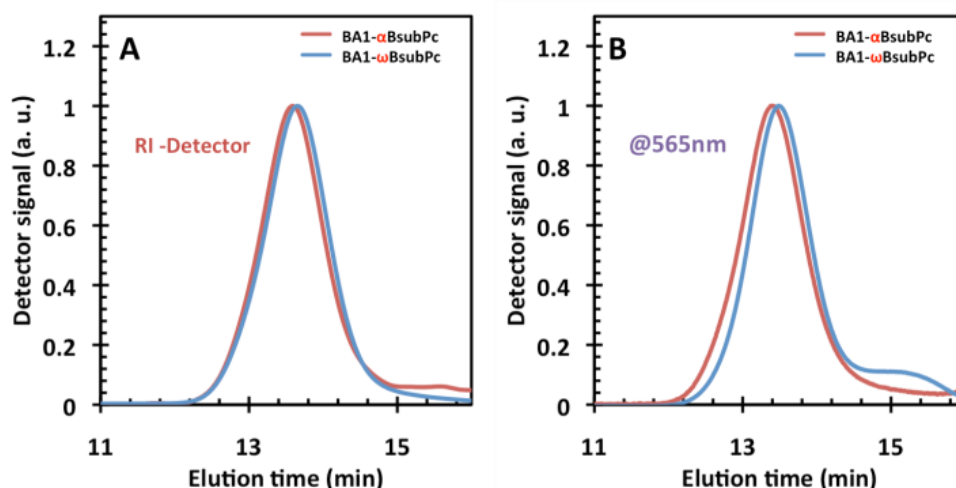 A
BA1-αBsubPc
BA1-ωBsubPc
RI -Detector
Detector signal (a. u.)
1.2
1
0.8
0.6
0.4
0.2
0
11
13
15
Elution time (min)
B
BA1-αBsubPc
BA1-ωBsubPc
@565nm
Detector signal (a. u.)
1.2
1
0.8
0.6
0.4
0.2
0
11
13
15
Elution time (min)